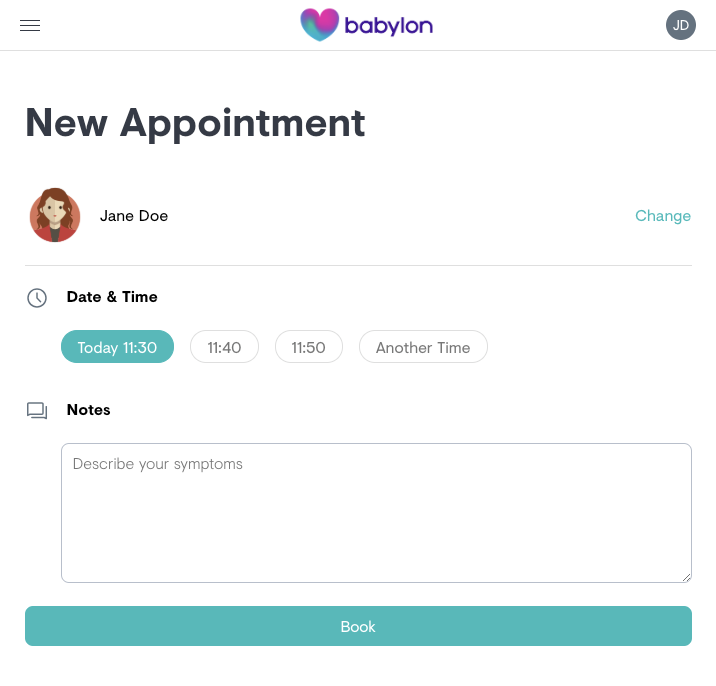 babylon
JD
New Appointment
Jane Doe
Change
Date & Time
Today 11:30
11:40
11:50
Another Time
Notes
Describe your symptoms
Book